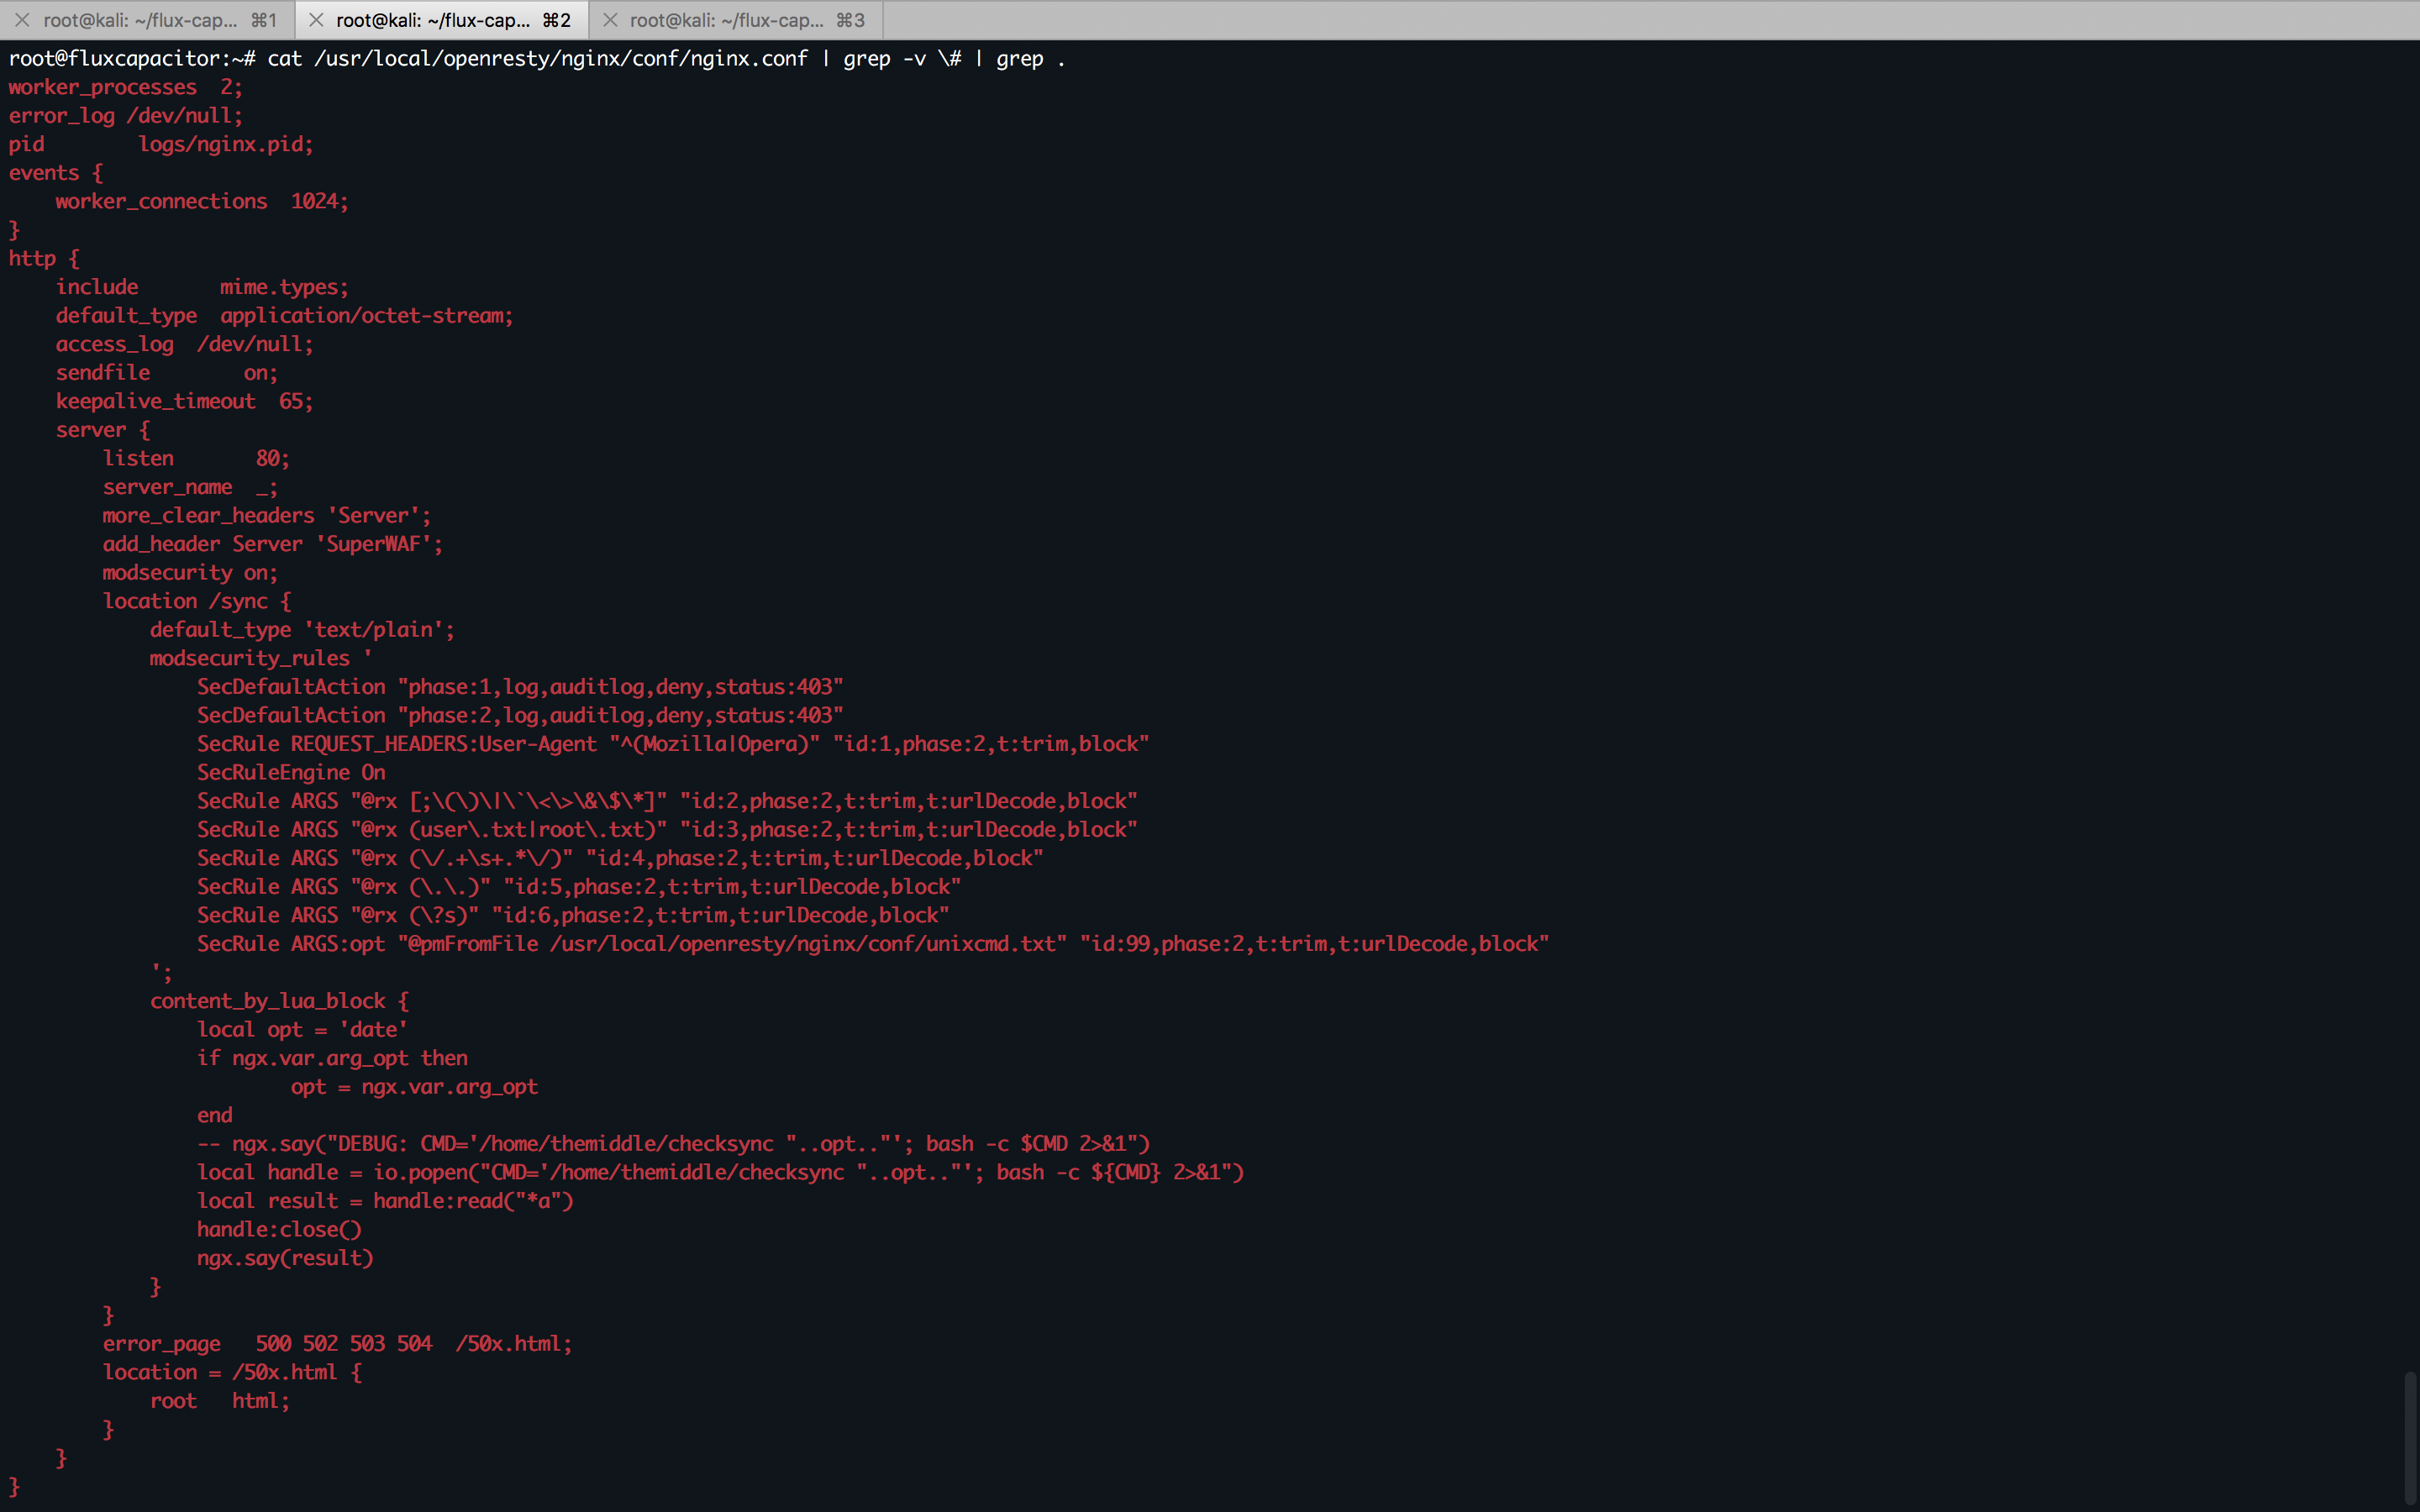 root@kali: ~/flux-cap... ⌘1 root@kali: ~/flux-cap... ⌘2 root@kali: ~/flux-cap... ⌘3
root@fluxcapacitor:~# cat /usr/local/openresty/nginx/conf/nginx.conf | grep -v \# | grep .
worker_processes  2;
error_log /dev/null;
pid        logs/nginx.pid;
events {
    worker_connections  1024;
}
http {
    include       mime.types;
    default_type  application/octet-stream;
    access_log  /dev/null;
    sendfile        on;
    keepalive_timeout  65;
    server {
        listen       80;
        server_name  _;
        more_clear_headers 'Server';
        add_header Server 'SuperWAF';
        modsecurity on;
        location /sync {
            default_type 'text/plain';
            modsecurity_rules '
                SecDefaultAction "phase:1,log,auditlog,deny,status:403"
                SecDefaultAction "phase:2,log,auditlog,deny,status:403"
                SecRule REQUEST_HEADERS:User-Agent "^(Mozilla|Opera)" "id:1,phase:2,t:trim,block"
                SecRuleEngine On
                SecRule ARGS "@rx [;\(\)\|\`\<\>\&\$\*]" "id:2,phase:2,t:trim,t:urlDecode,block"
                SecRule ARGS "@rx (user\.txt|root\.txt)" "id:3,phase:2,t:trim,t:urlDecode,block"
                SecRule ARGS "@rx (\/.+\s+.*\/)" "id:4,phase:2,t:trim,t:urlDecode,block"
                SecRule ARGS "@rx (\.\.)" "id:5,phase:2,t:trim,t:urlDecode,block"
                SecRule ARGS "@rx (\?s)" "id:6,phase:2,t:trim,t:urlDecode,block"
                SecRule ARGS:opt "@pmFromFile /usr/local/openresty/nginx/conf/unixcmd.txt" "id:99,phase:2,t:trim,t:urlDecode,block"
            ';
            content_by_lua_block {
                local opt = 'date'
                if ngx.var.arg_opt then
                        opt = ngx.var.arg_opt
                end
                -- ngx.say("DEBUG: CMD='/home/themiddle/checksync "..opt.."'; bash -c $CMD 2>&1")
                local handle = io.popen("CMD='/home/themiddle/checksync "..opt.."'; bash -c ${CMD} 2>&1")
                local result = handle:read("*a")
                handle:close()
                ngx.say(result)
            }
        }
        error_page   500 502 503 504  /50x.html;
        location = /50x.html {
            root   html;
        }
    }
}